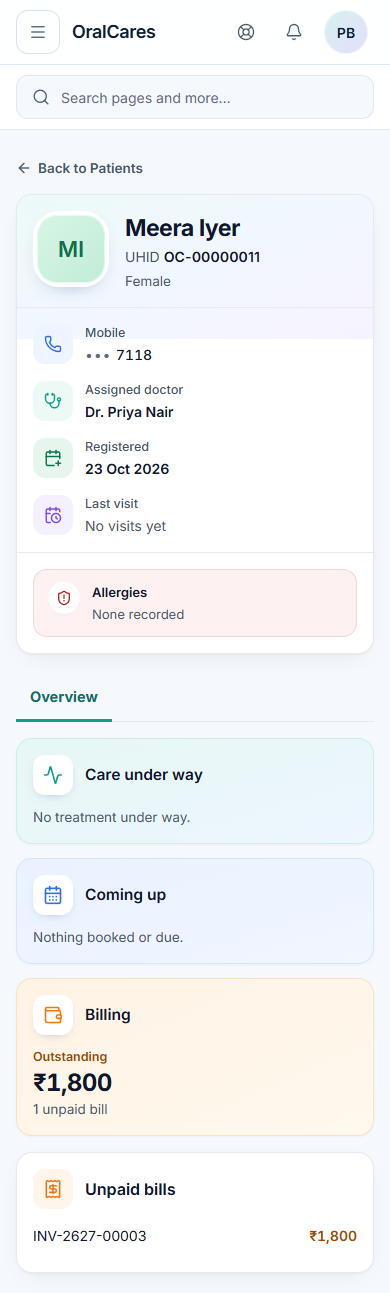 OralCares
PB
Search pages and more...
Back to Patients
MI
Meera Iyer
UHID OC-00000011
Female
Mobile
••• 7118
Assigned doctor
Dr. Priya Nair
Registered
23 Oct 2026
Last visit
No visits yet
Allergies
None recorded
Overview
Care under way
No treatment under way.
Coming up
Nothing booked or due.
Billing
Outstanding
₹1,800
1 unpaid bill
Unpaid bills
INV-2627-00003 ₹1,800